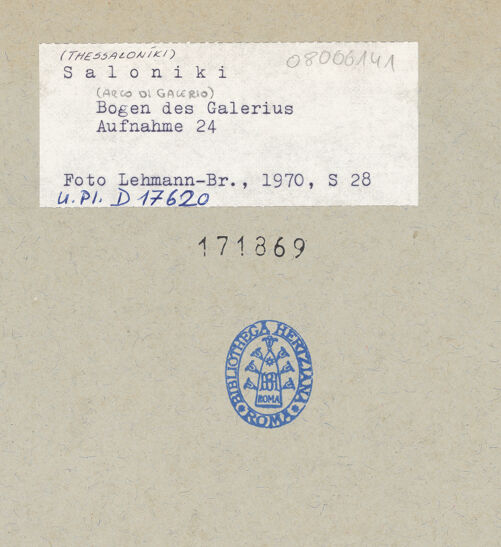 (THESSALONÍKI)
08006141
Saloniki
(ARCO DI GALERIO)
Bogen des Galerius
Aufnahme 24
Foto Lehmann-Br., 1970, S 28
U.Pl. D 17620
171869
BIBLIOTHECA HERTZIANA
ROMA
ROMA